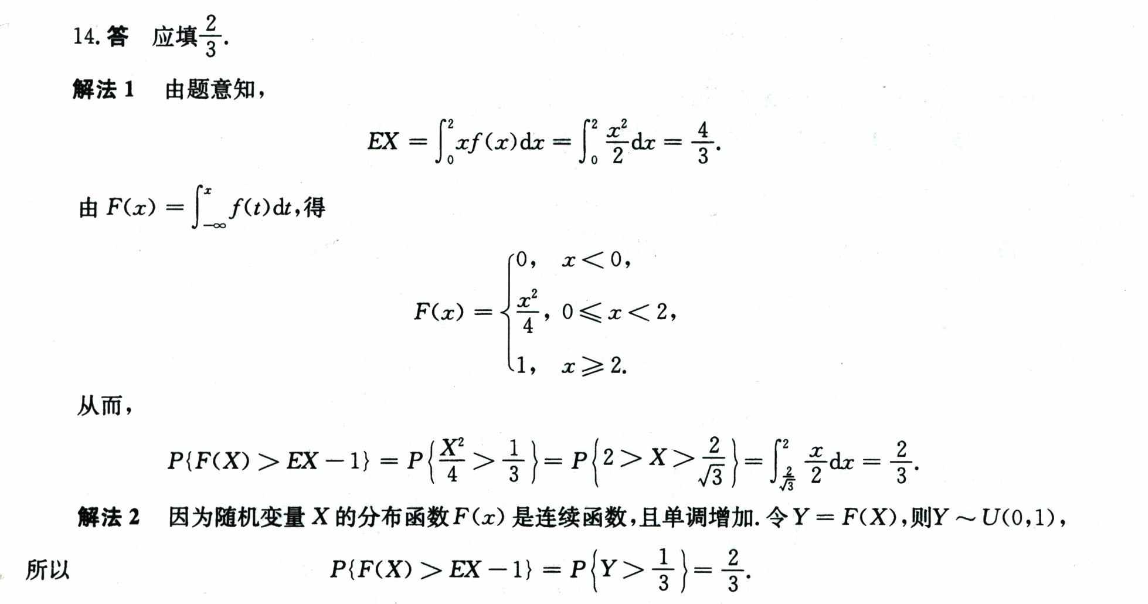 14. 答 应填$\frac{2}{3}$.
解法 1 由题意知，
$EX = \int_0^2 xf(x)dx = \int_0^2 \frac{x^2}{2}dx = \frac{4}{3}.$
由 $F(x) = \int_{-\infty}^x f(t)dt$,得
$F(x) = \begin{cases} 0, & x < 0, \\ \frac{x^2}{4}, & 0 \leqslant x < 2, \\ 1, & x \geqslant 2. \end{cases}$
从而，
$P\{F(X) > EX - 1\} = P\left\{\frac{X^2}{4} > \frac{1}{3}\right\} = P\left\{2 > X > \frac{2}{\sqrt{3}}\right\} = \int_{\frac{2}{\sqrt{3}}}^2 \frac{x}{2}dx = \frac{2}{3}.$
解法 2 因为随机变量 X 的分布函数 F(x) 是连续函数,且单调增加. 令 Y = F(X),则Y ~ U(0,1)，
所以 $P\{F(X) > EX - 1\} = P\left\{Y > \frac{1}{3}\right\} = \frac{2}{3}.$